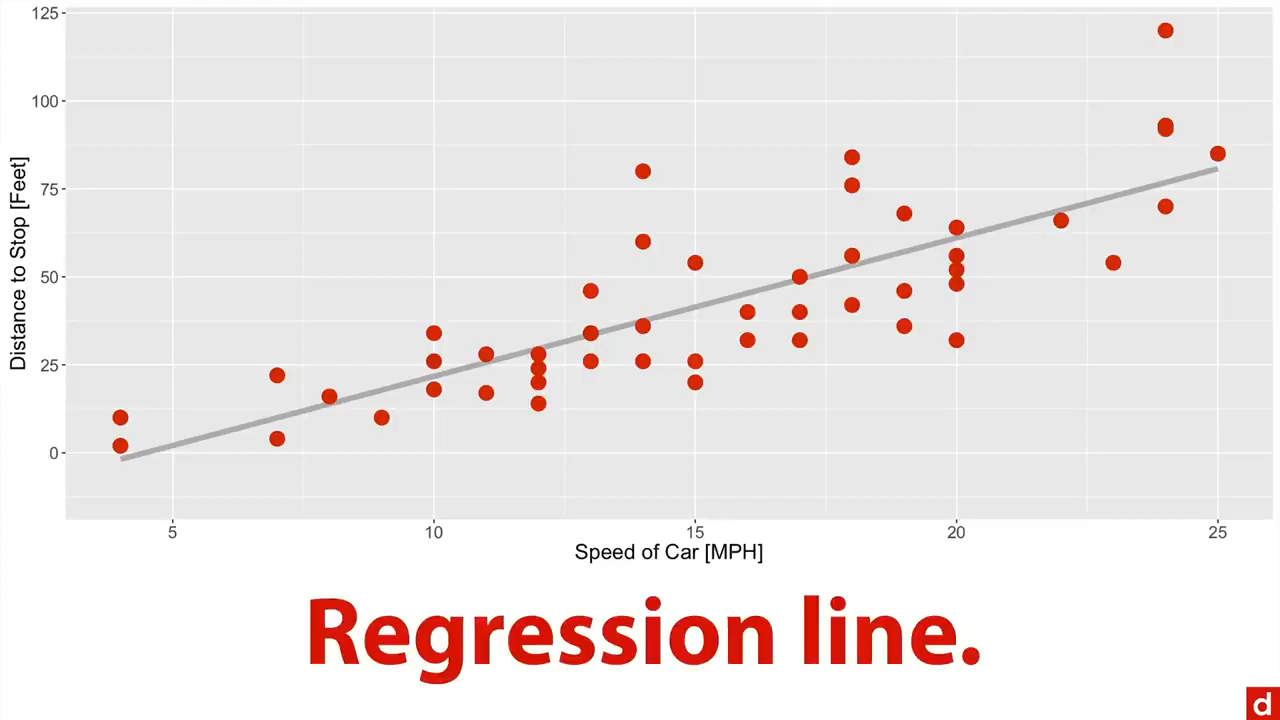 125
100
75
50
25
0
Distance to Stop [Feet]
5 10 15 20 25
Speed of Car [MPH]
Regression line.
d